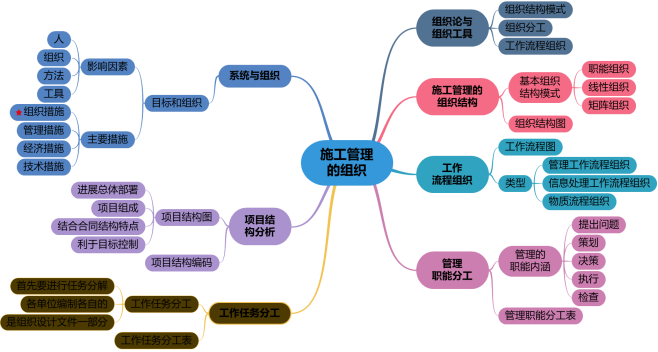 施工管理
的组织
组织论与
组织工具
组织结构模式
组织分工
工作流程组织
施工管理的
组织结构
基本组织
结构模式
职能组织
线性组织
矩阵组织
组织结构图
工作
流程组织
工作流程图
类型
管理工作流程组织
信息处理工作流程组织
物质流程组织
管理
职能分工
管理的
职能内涵
提出问题
策划
决策
执行
检查
管理职能分工表
系统与组织
目标和组织
影响因素
人
组织
方法
工具
主要措施
组织措施
管理措施
经济措施
技术措施
项目结
构分析
项目结构图
进展总体部署
项目组成
结合合同结构特点
利于目标控制
项目结构编码
工作任务分工
工作任务分工
首先要进行任务分解
各单位编制各自的
是组织设计文件一部分
工作任务分工表